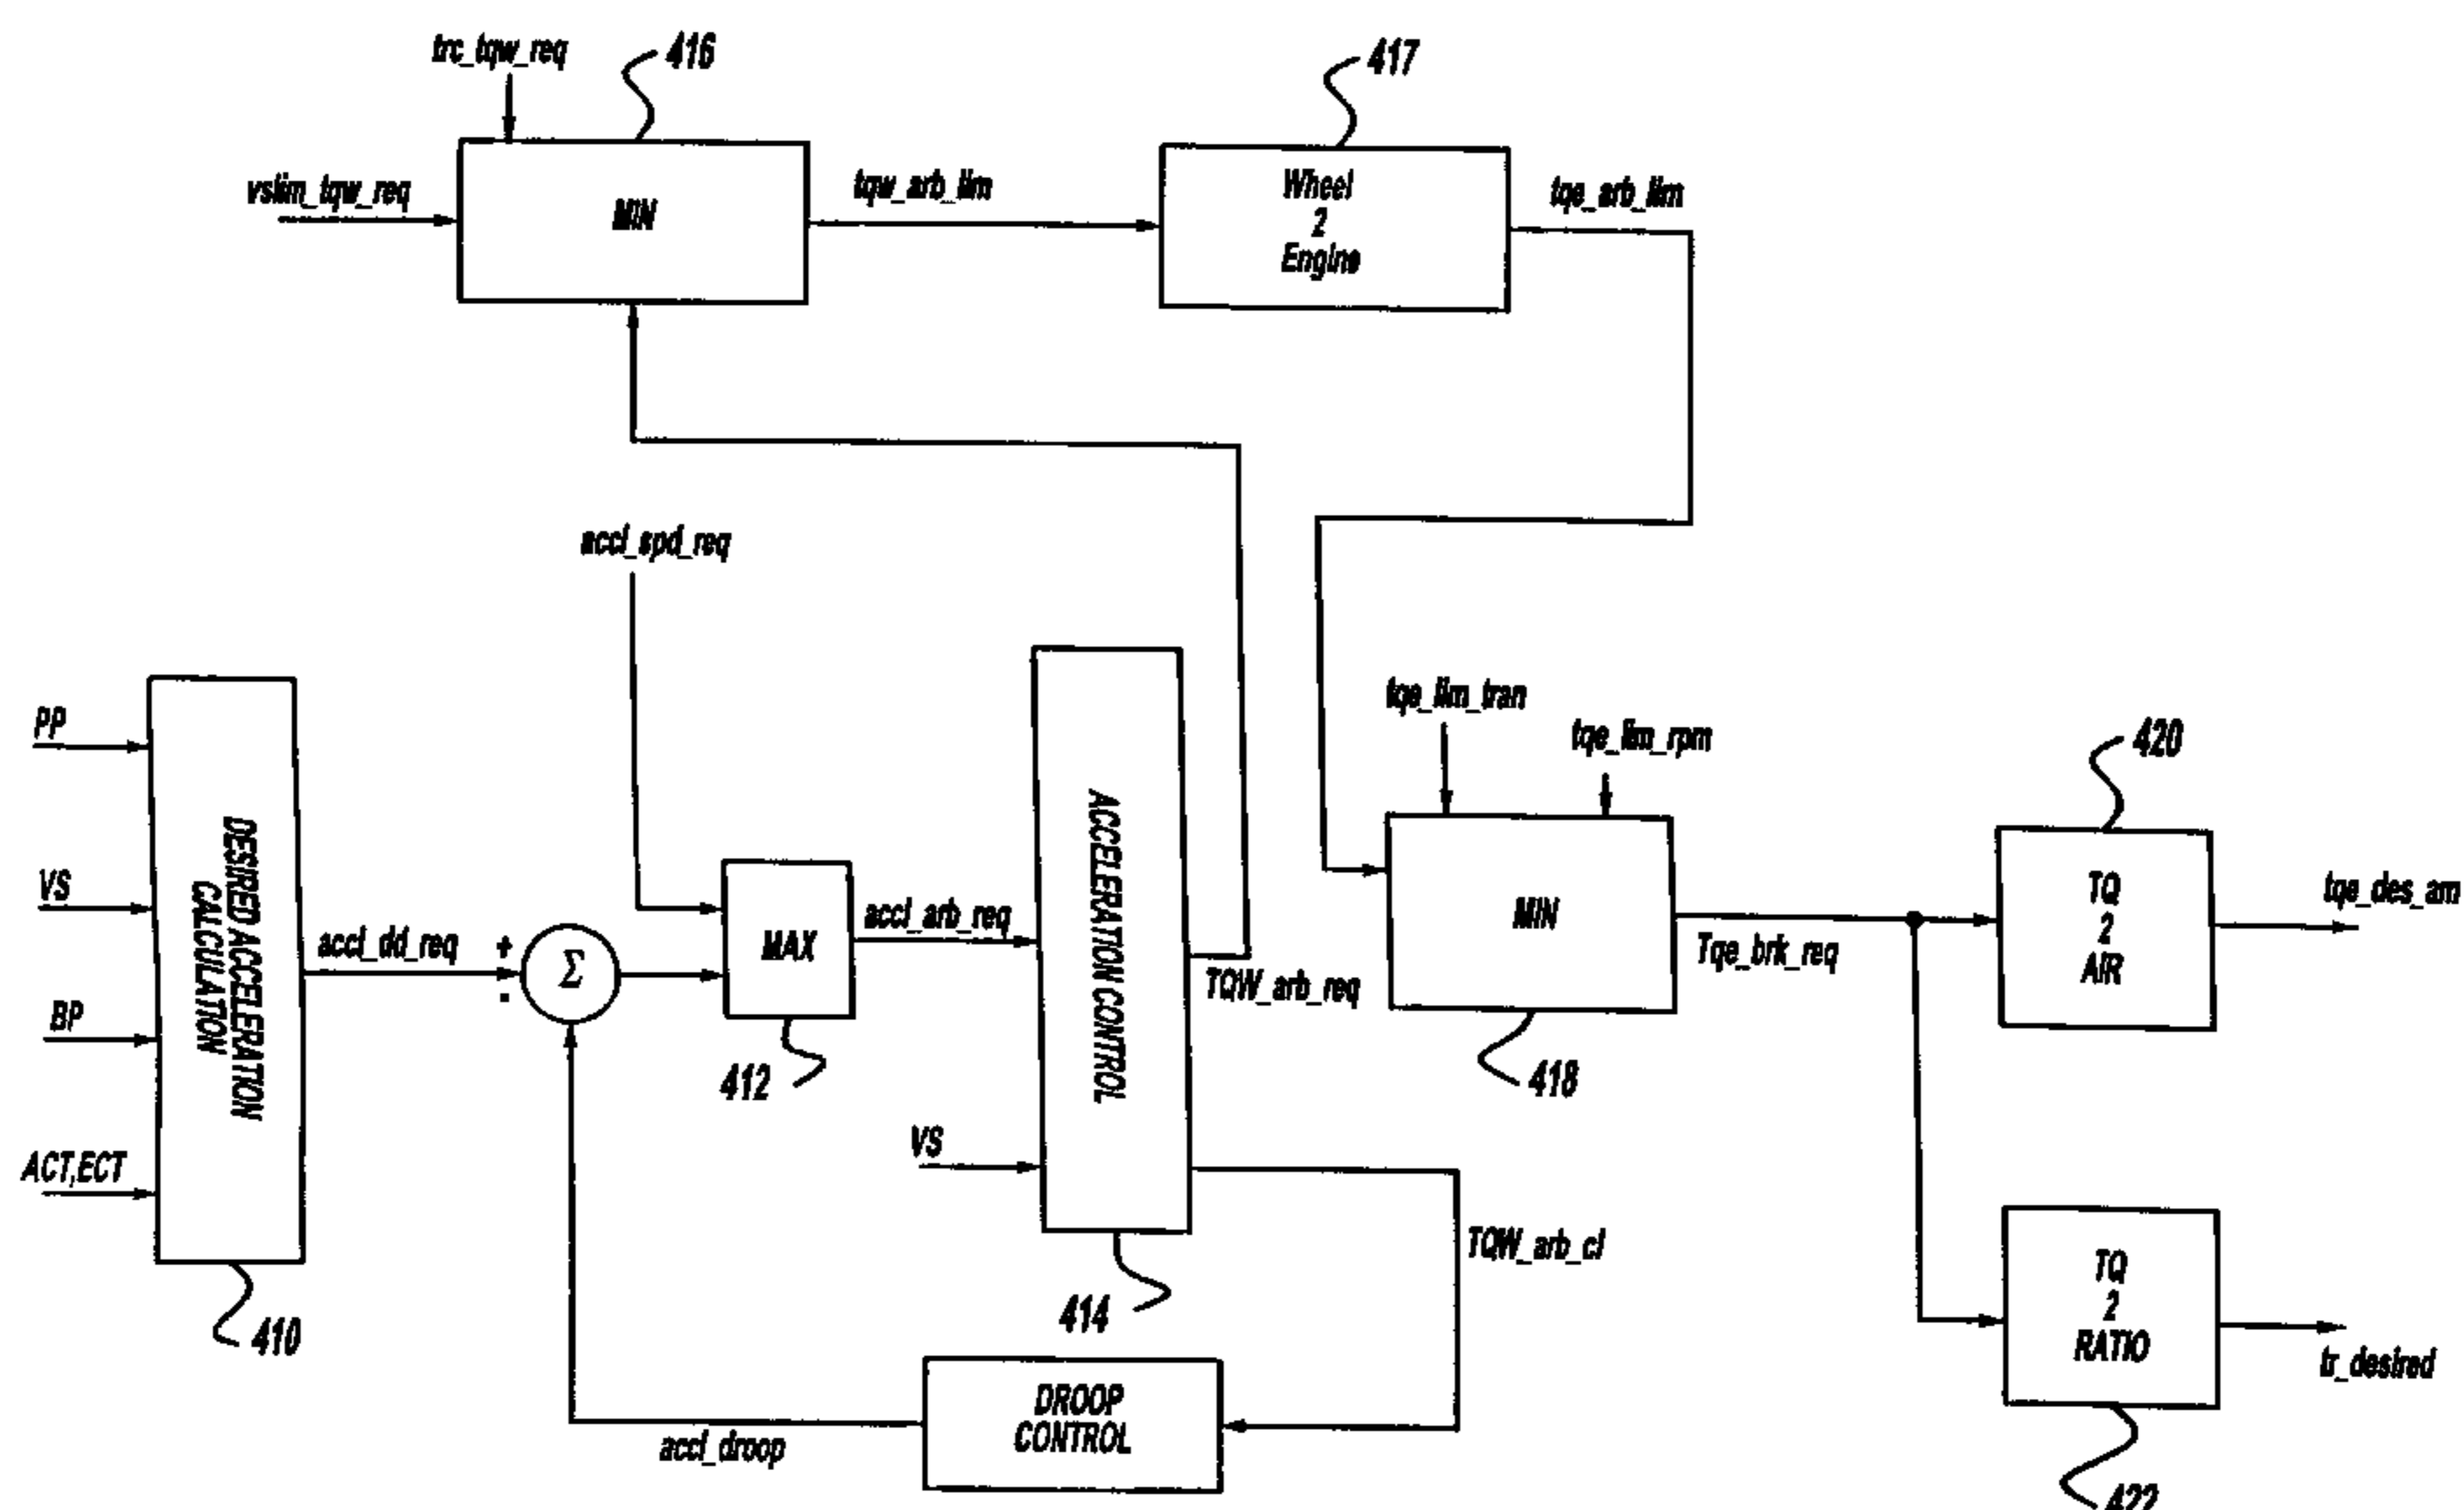 trc_tqw_req
416
417
vslim_tqw_req
MIN
tqw_arb_lim
Wheel
2
Engine
tqe_arb_lim
accl_spd_req
tqe_lim_tran
tqe_lim_rpm
420
PP
VS
BP
ACT,ECT
DESIRED ACCELERATION
CALCULATION
410
accl_dd_req
+
-
Σ
MAX
412
accl_arb_req
ACCELERATION CONTROL
VS
414
TQW_arb_req
TQW_arb_cl
DROOP
CONTROL
accl_droop
MIN
418
Tqe_brk_req
TQ
2
AIR
tqe_des_am
TQ
2
RATIO
tr_desired
422